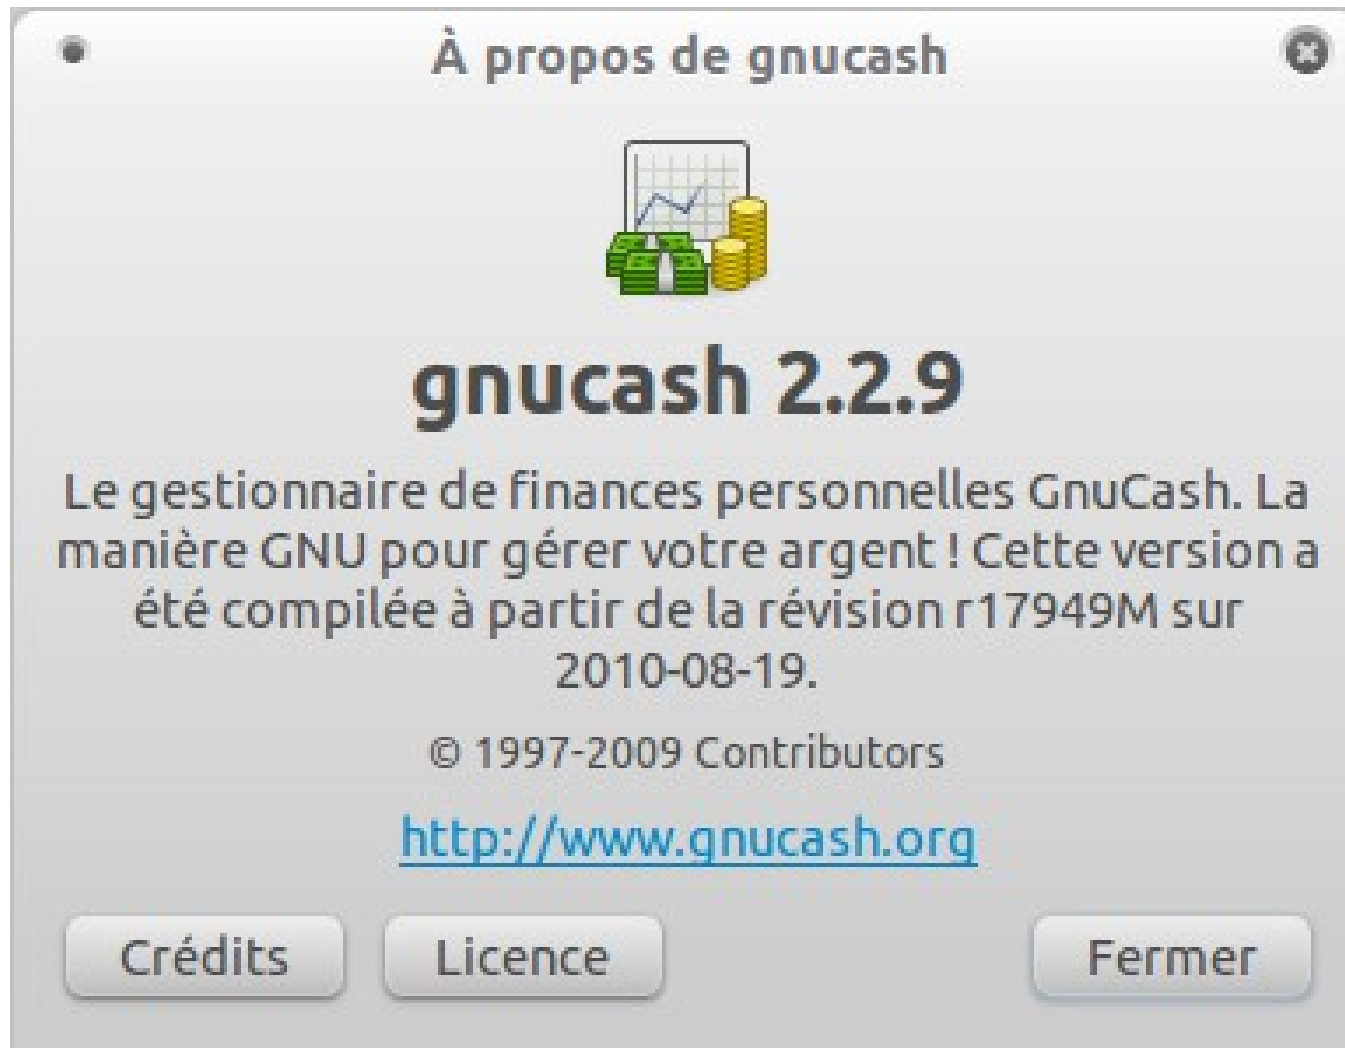 À propos de gnucash
gnucash 2.2.9
Le gestionnaire de finances personnelles GnuCash. La
manière GNU pour gérer votre argent ! Cette version a
été compilée à partir de la révision r17949M sur
2010-08-19.
© 1997-2009 Contributors
http://www.gnucash.org
Crédits
Licence
Fermer